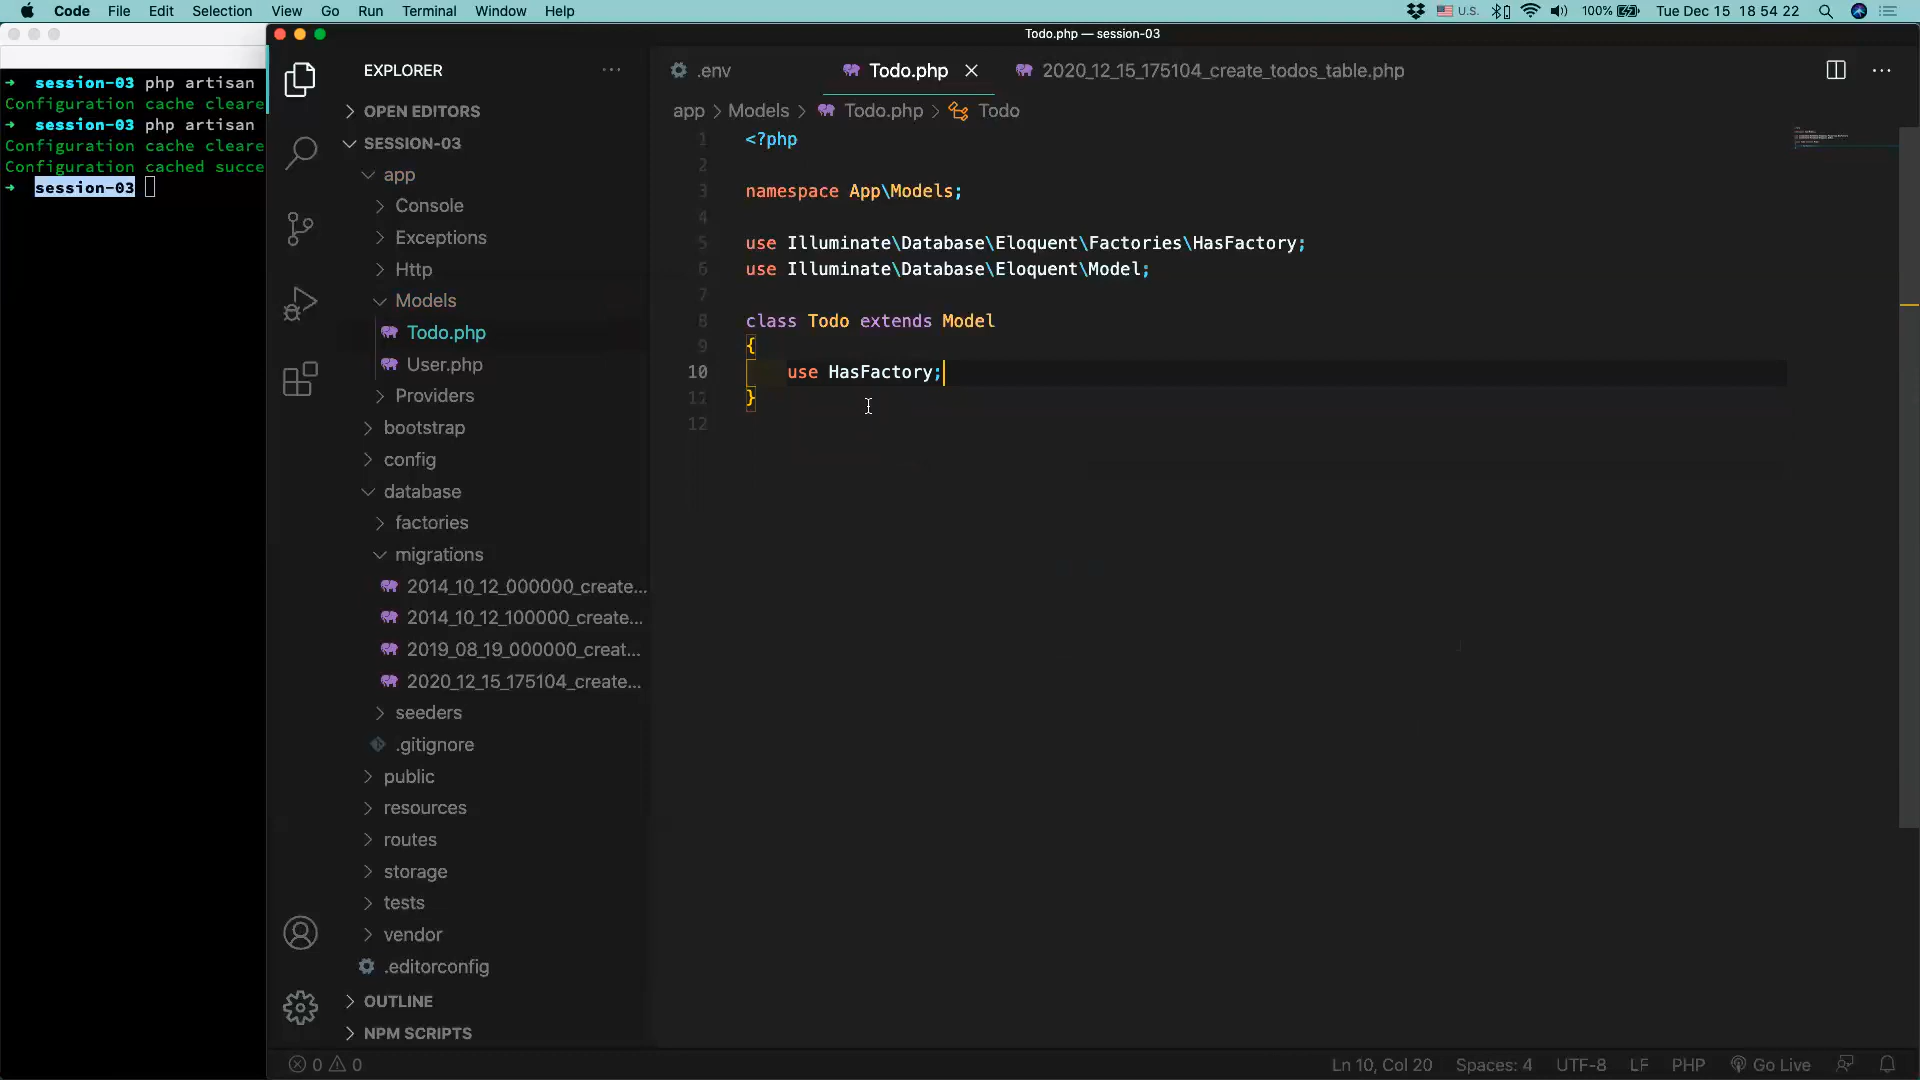 Code File Edit Selection View Go Run Terminal Window Help
U.S. 100% Tue Dec 15 18 54 22
Todo.php — session-03
➜ session-03 php artisan
Configuration cache cleare
➜ session-03 php artisan
Configuration cache cleare
Configuration cached succe
➜ session-03
EXPLORER
OPEN EDITORS
SESSION-03
app
Console
Exceptions
Http
Models
Todo.php
User.php
Providers
bootstrap
config
database
factories
migrations
2014_10_12_000000_create...
2014_10_12_100000_create...
2019_08_19_000000_creat...
2020_12_15_175104_create...
seeders
.gitignore
public
resources
routes
storage
tests
vendor
.editorconfig
OUTLINE
NPM SCRIPTS
.env Todo.php 2020_12_15_175104_create_todos_table.php
app > Models > Todo.php > Todo
1 <?php
2
3 namespace App\Models;
4
5 use Illuminate\Database\Eloquent\Factories\HasFactory;
6 use Illuminate\Database\Eloquent\Model;
7
8 class Todo extends Model
9 {
10 use HasFactory;
11 }
12
0 0 Ln 10, Col 20 Spaces: 4 UTF-8 LF PHP Go Live